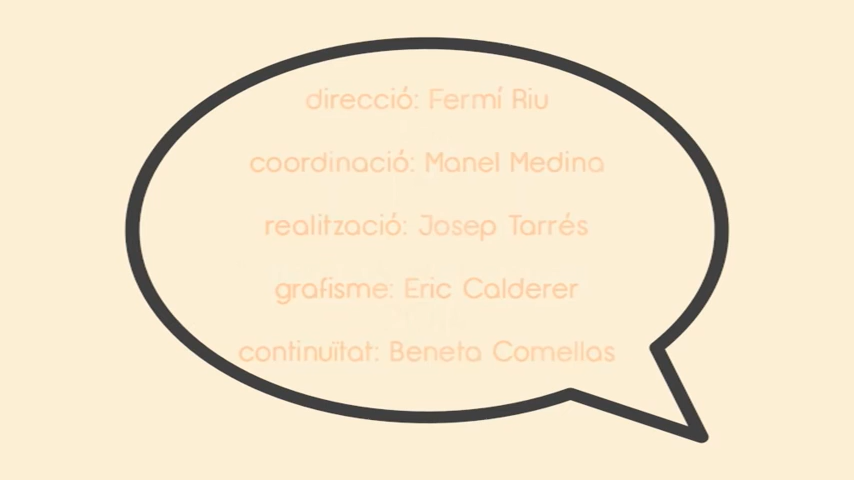 direcció: Fermí Riu
coordinació: Manel Medina
realització: Josep Tarrés
grafisme: Eric Calderer
continuïtat: Beneta Comellas